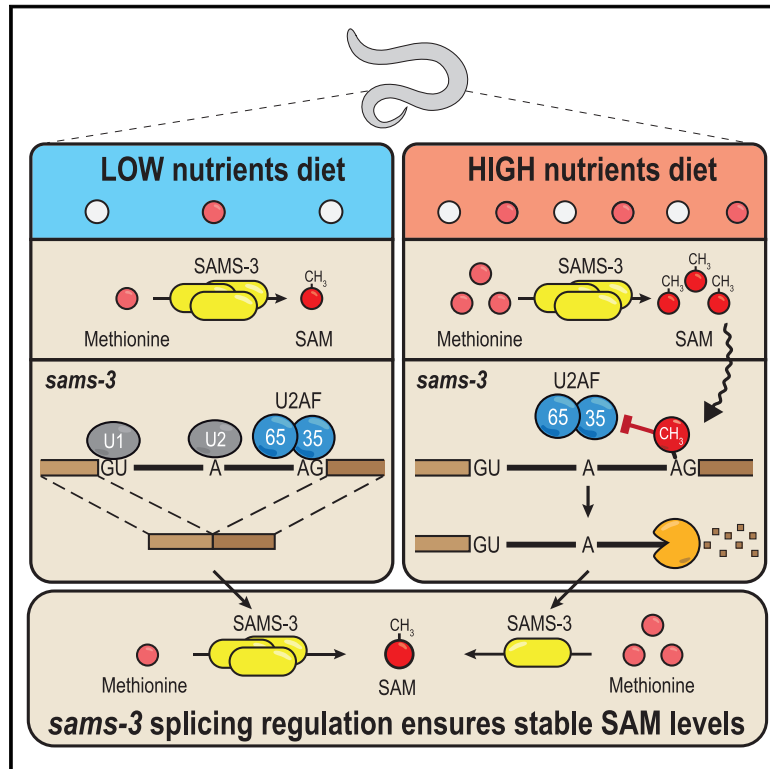 LOW nutrients diet
HIGH nutrients diet
SAMS-3
CH3
Methionine
SAM
SAMS-3
CH3
CH3
CH3
Methionine
SAM
sams-3
U2AF
U1
U2
65
35
GU
A
AG
sams-3
U2AF
65
35
CH3
GU
A
AG
GU
A
SAMS-3
CH3
SAMS-3
Methionine
SAM
Methionine
sams-3 splicing regulation ensures stable SAM levels